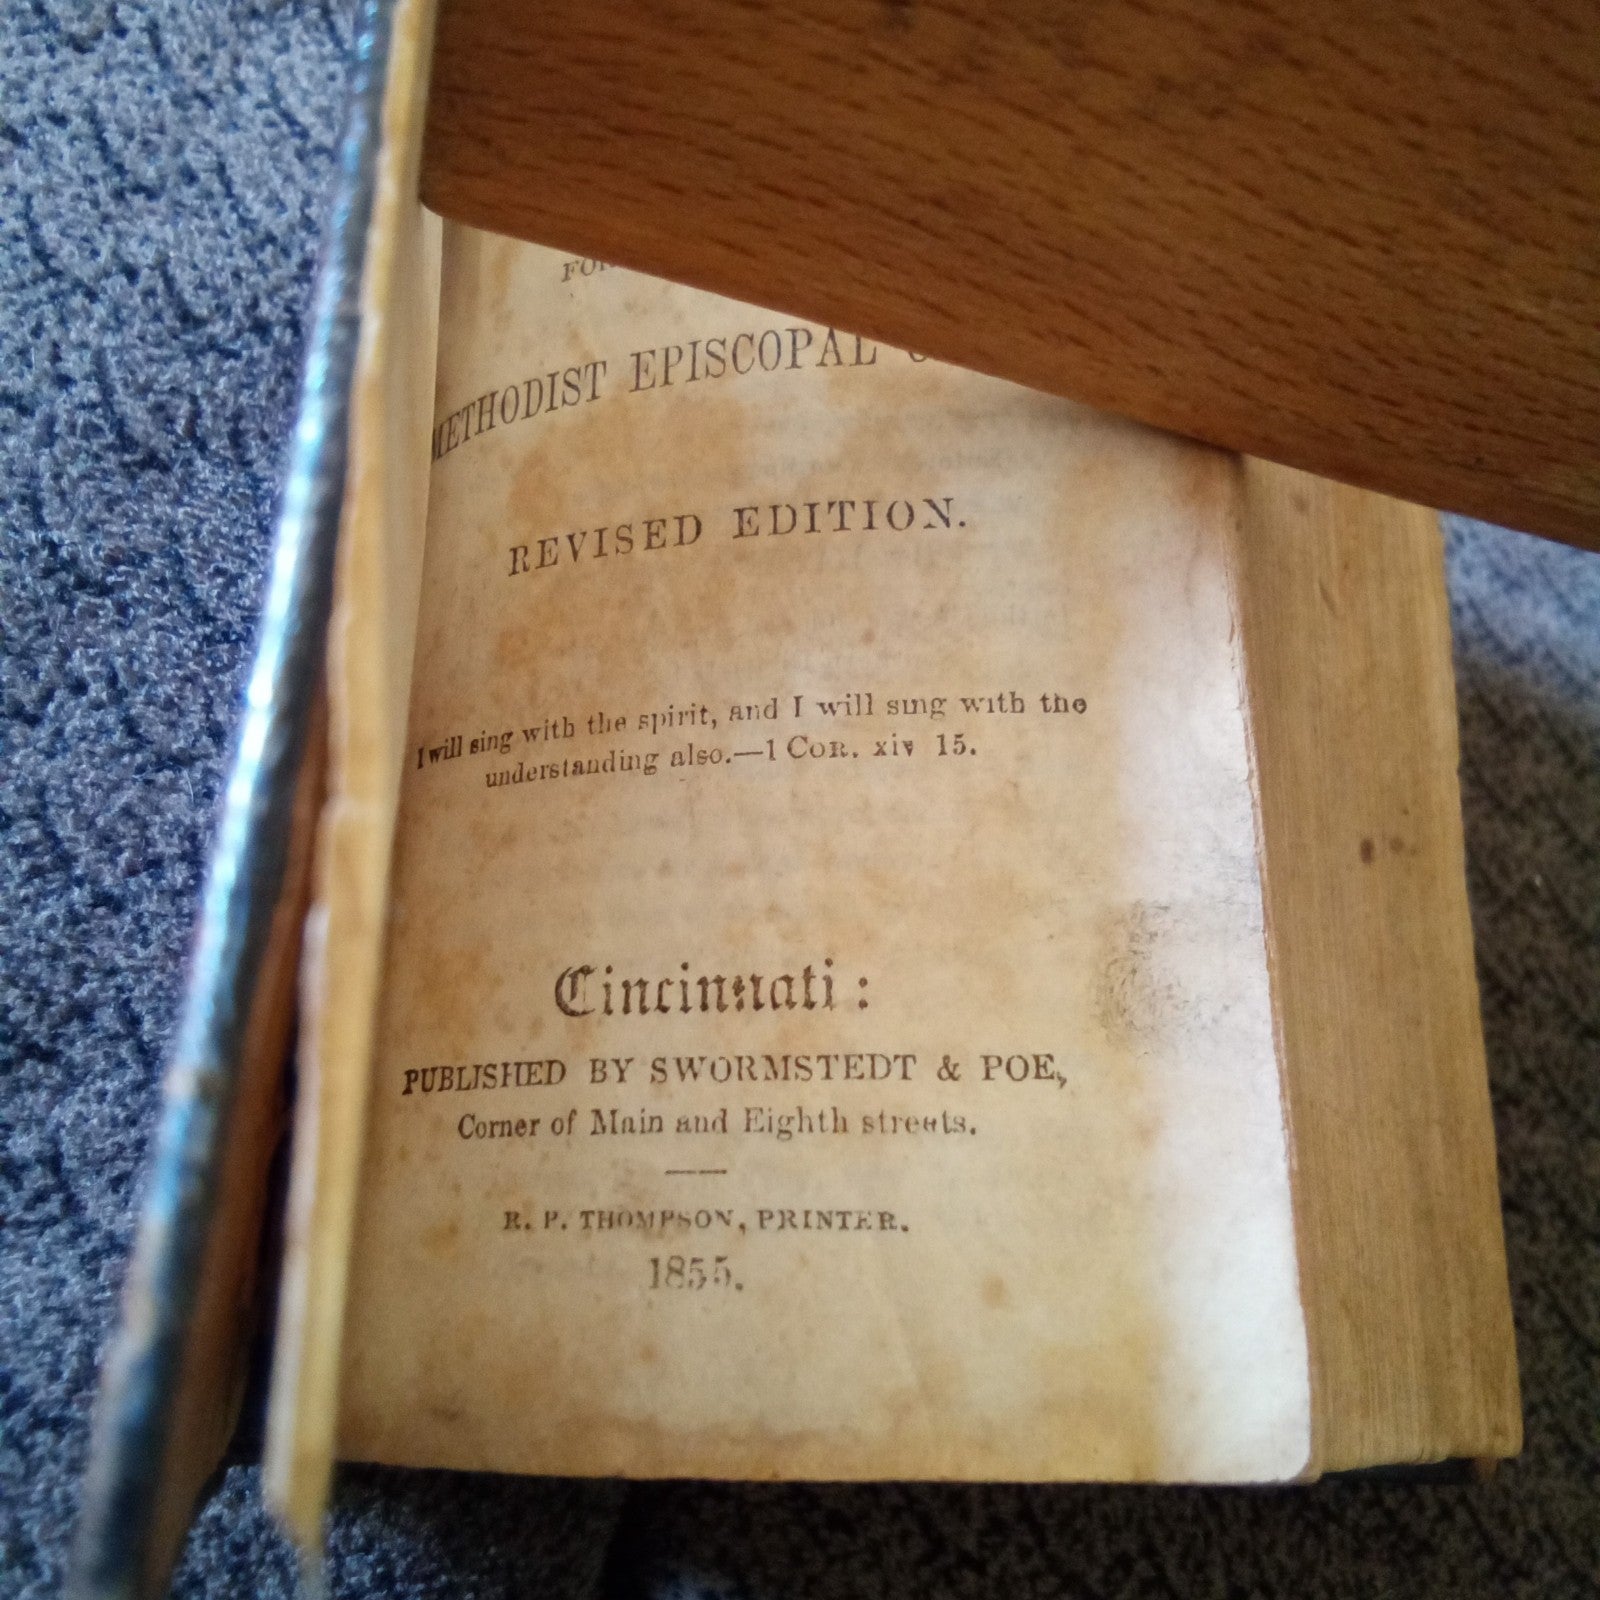 METHODIST EPISCOPAL
REVISED EDITION.
I will sing with the spirit, and I will sing with the
understanding also.—1 COR. xiv 15.
Cincinnati:
PUBLISHED BY SWORMSTEDT & POE,
Corner of Main and Eighth streets.
R. P. THOMPSON, PRINTER.
1855.